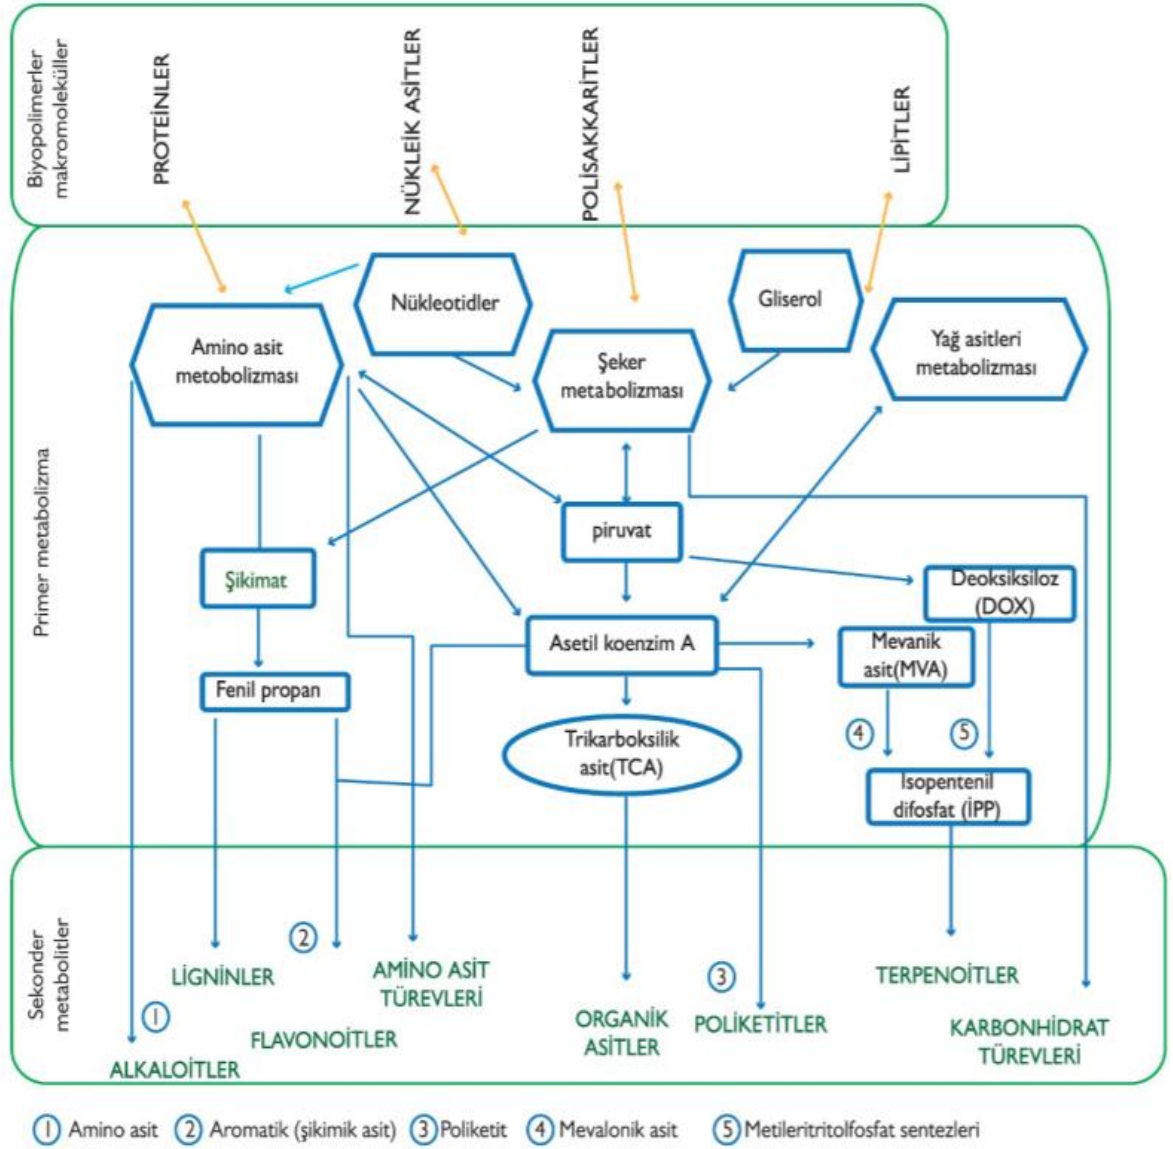 Biyopolimerler
makromoleküller
PROTEİNLER
NÜKLEİK ASİTLER
POLİSAKKARİTLER
LİPİTLER
Primer metabolizma
Amino asit
metobolizması
Nükleotidler
Şeker
metabolizması
Gliserol
Yağ asitleri
metabolizması
piruvat
Şikimat
Deoksiksiloz
(DOX)
Asetil koenzim A
Mevanik
asit(MVA)
Fenil propan
Trikarboksilik
asit(TCA)
4
5
Isopentenil
difosfat (İPP)
Sekonder
metabolitler
1
ALKALOİTLER
LİGNİNLER
2
FLAVONOİTLER
AMİNO ASİT
TÜREVLERİ
ORGANİK
ASİTLER
3
POLİKETİTLER
TERPENOİTLER
KARBONHİDRAT
TÜREVLERİ
1 Amino asit 2 Aromatik (şikimik asit) 3 Poliketit 4 Mevalonik asit 5 Metileritritolfosfat sentezleri